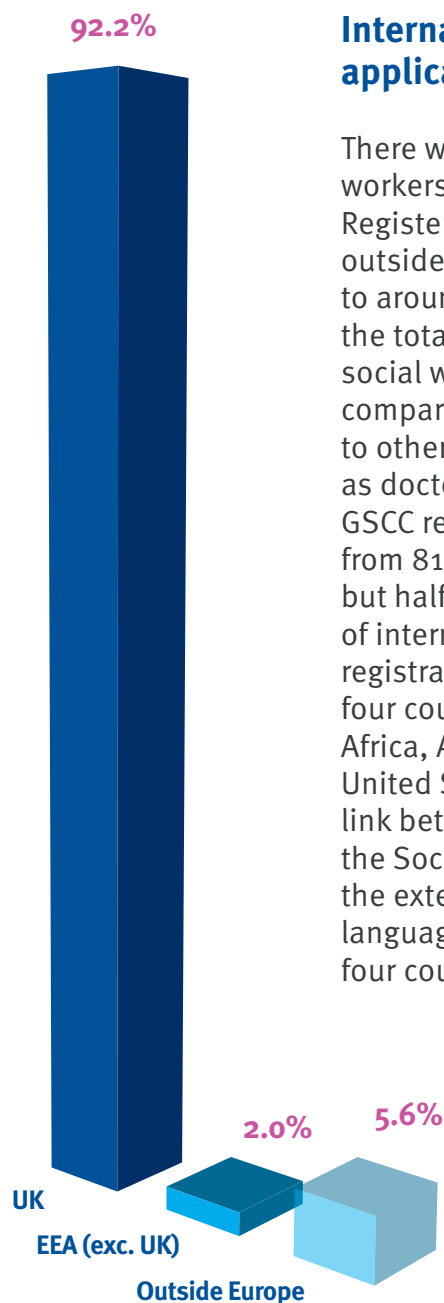 92.2%
Interna
applica
There w
workers
Registe
outside
to aroun
the tota
social w
compar
to other
as docto
GSCC re
from 81
but half
of intern
registra
four cou
Africa, A
United S
link bet
the Soc
the exte
languag
four cou
2.0%
5.6%
UK
EEA (exc. UK)
Outside Europe